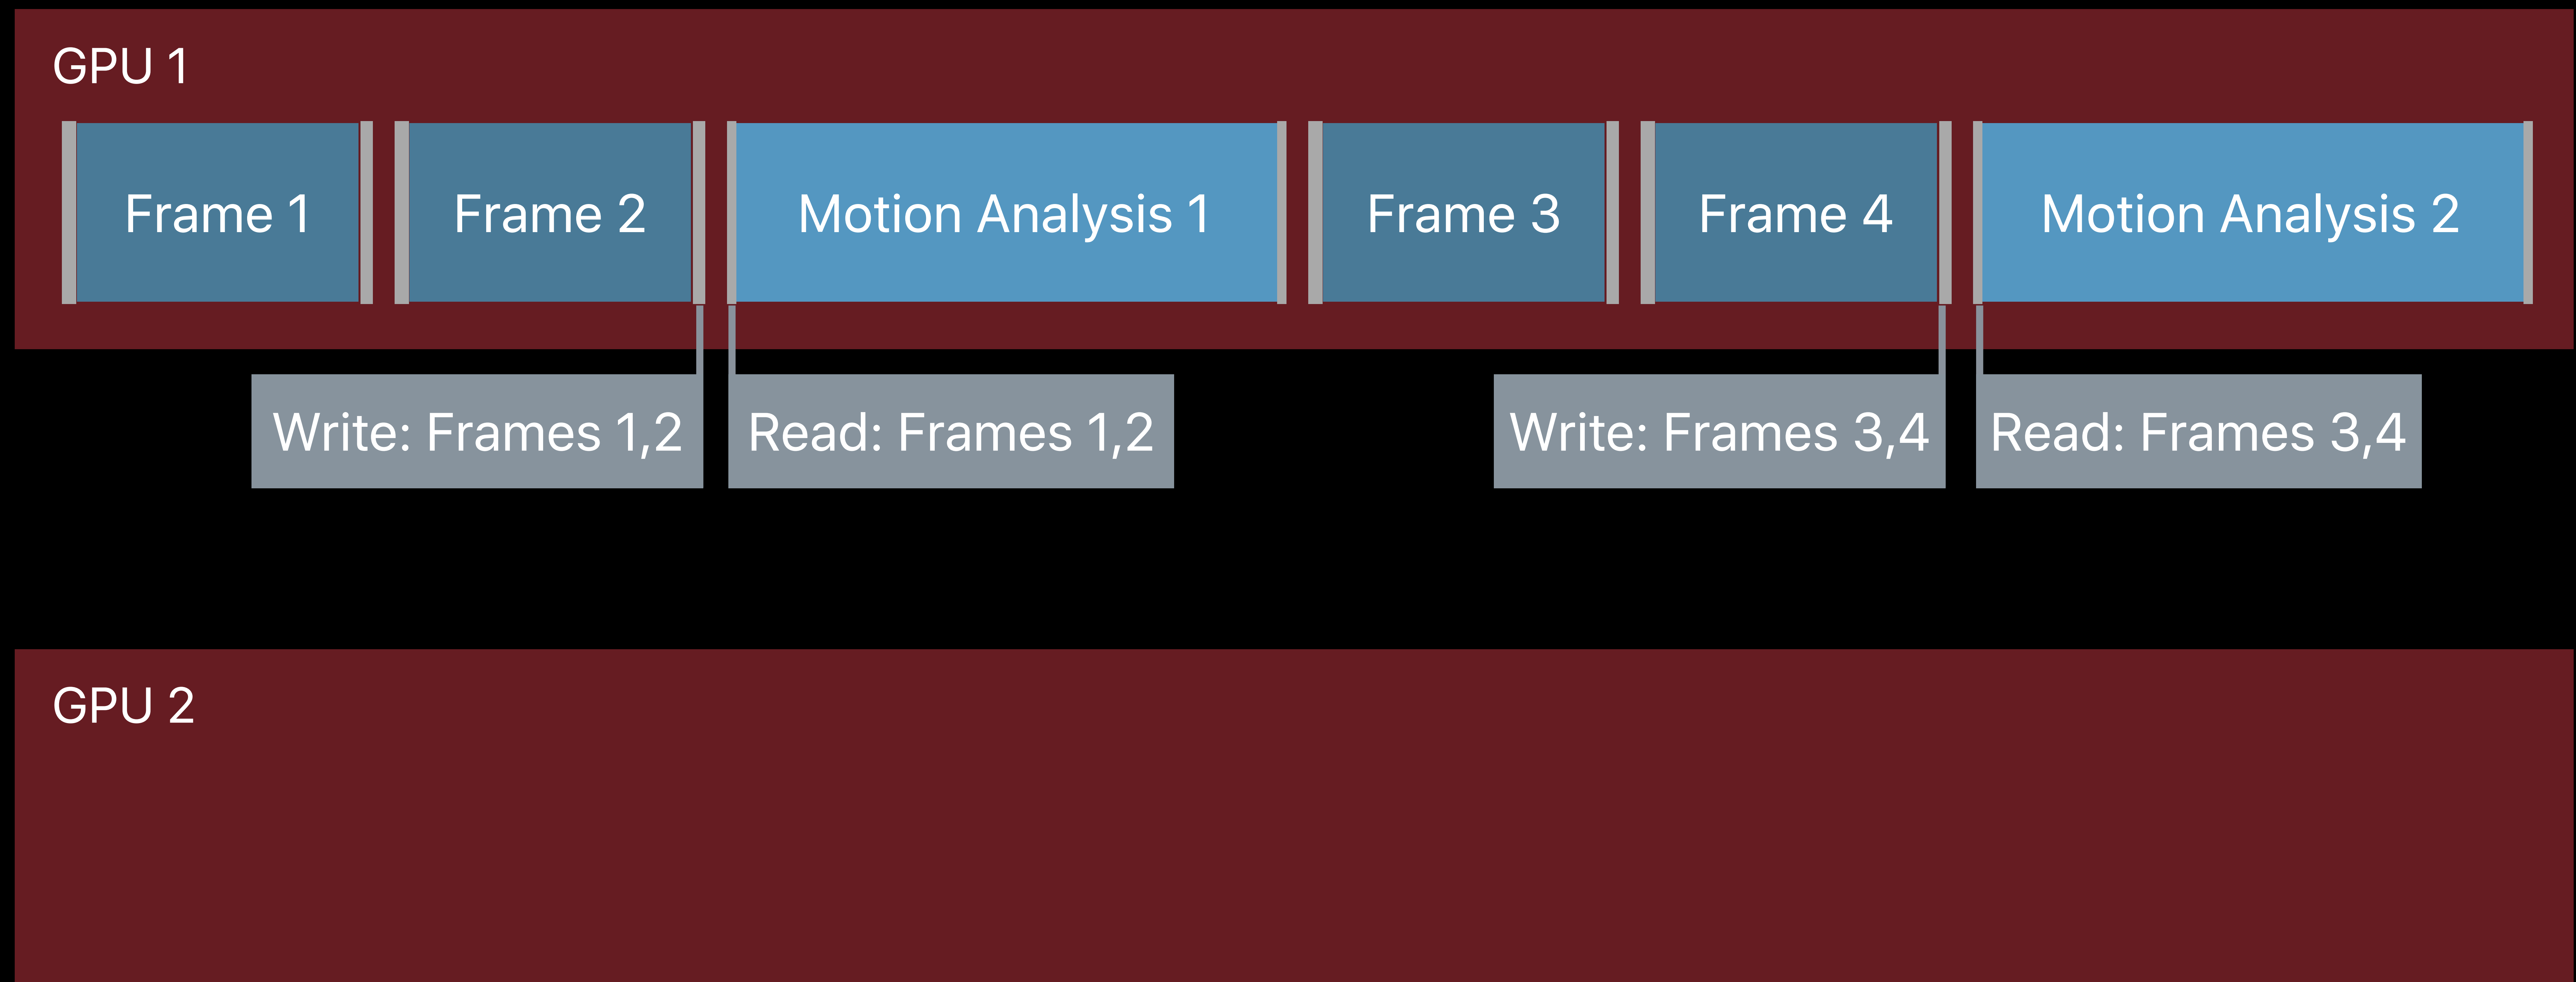 GPU 1
Frame 1
Frame 2
Motion Analysis 1
Frame 3
Frame 4
Motion Analysis 2
Write: Frames 1,2
Read: Frames 1,2
Write: Frames 3,4
Read: Frames 3,4
GPU 2